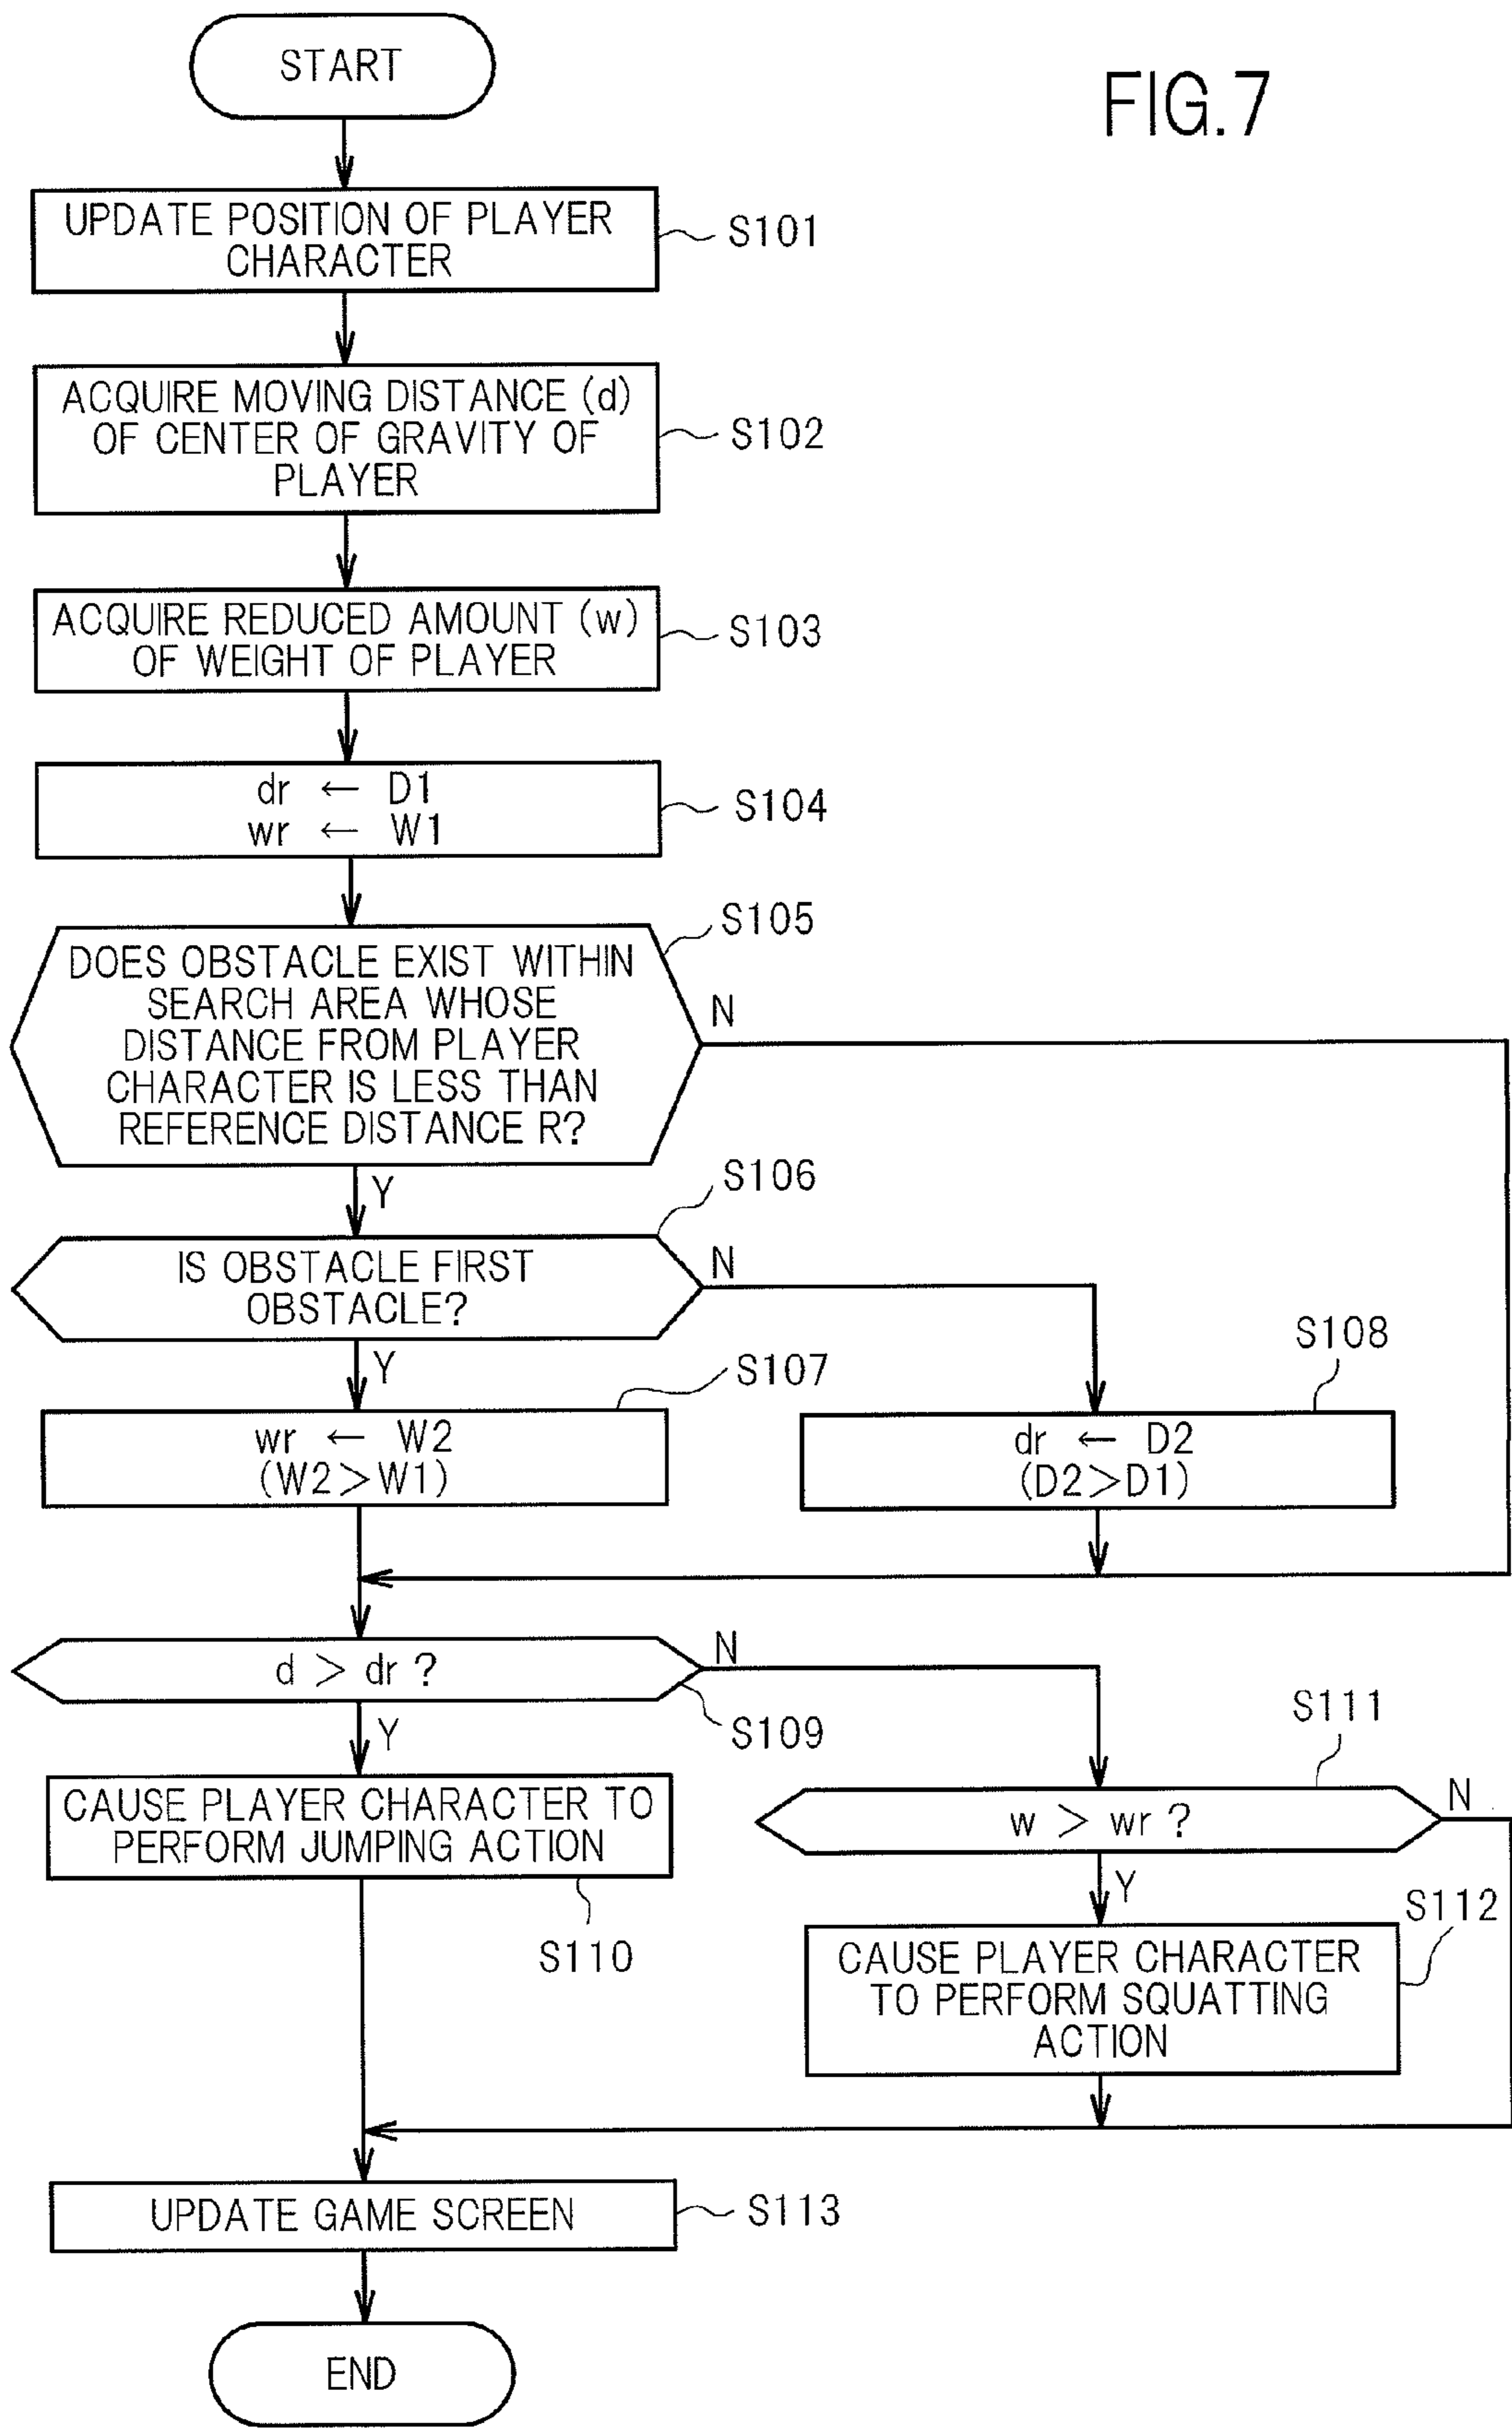 START
FIG.7
UPDATE POSITION OF PLAYER
CHARACTER
S101
ACQUIRE MOVING DISTANCE (d)
OF CENTER OF GRAVITY OF
PLAYER
S102
ACQUIRE REDUCED AMOUNT (w)
OF WEIGHT OF PLAYER
S103
dr ← D1
wr ← W1
S104
S105
DOES OBSTACLE EXIST WITHIN
SEARCH AREA WHOSE
DISTANCE FROM PLAYER
CHARACTER IS LESS THAN
REFERENCE DISTANCE R?
N
Y
S106
IS OBSTACLE FIRST
OBSTACLE?
N
Y
S107
wr ← W2
(W2>W1)
S108
dr ← D2
(D2>D1)
d > dr ?
N
S109
Y
CAUSE PLAYER CHARACTER TO
PERFORM JUMPING ACTION
S110
S111
w > wr ?
N
Y
S112
CAUSE PLAYER CHARACTER
TO PERFORM SQUATTING
ACTION
UPDATE GAME SCREEN
S113
END